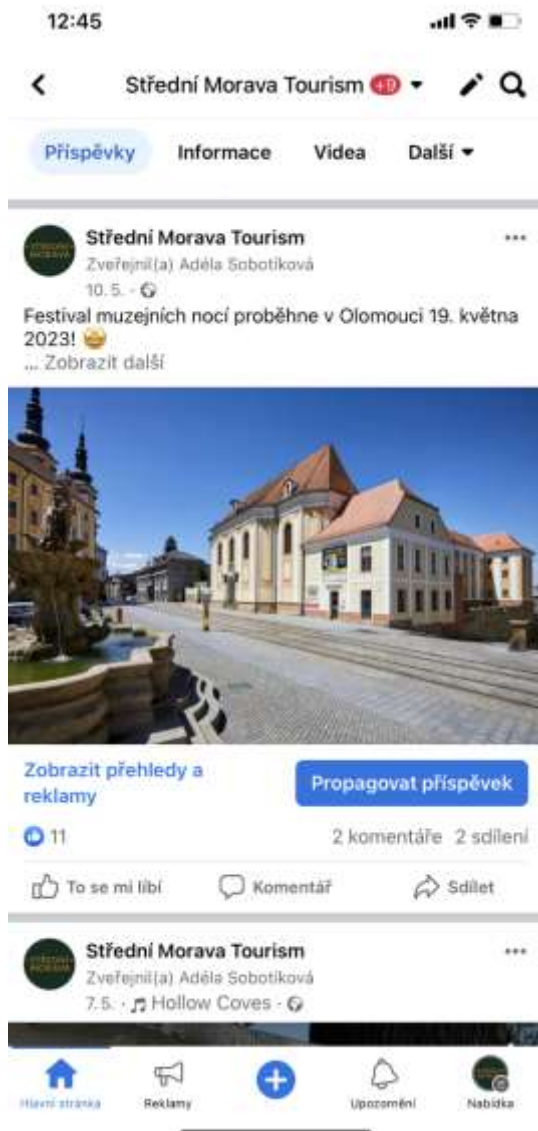 12:45
Střední Morava Tourism +9
Příspěvky Informace Videa Další
Střední Morava Tourism
Zveřejnil(a) Adéla Sobotíková
10. 5. ·
Festival muzejních nocí proběhne v Olomouci 19. května
2023! 🤩
... Zobrazit další
Zobrazit přehledy a
reklamy
Propagovat příspěvek
11 2 komentáře 2 sdílení
To se mi líbí Komentář Sdílet
Střední Morava Tourism
Zveřejnil(a) Adéla Sobotíková
7. 5. · Hollow Coves ·
Hlavní stránka Reklamy Upozornění Nabídka